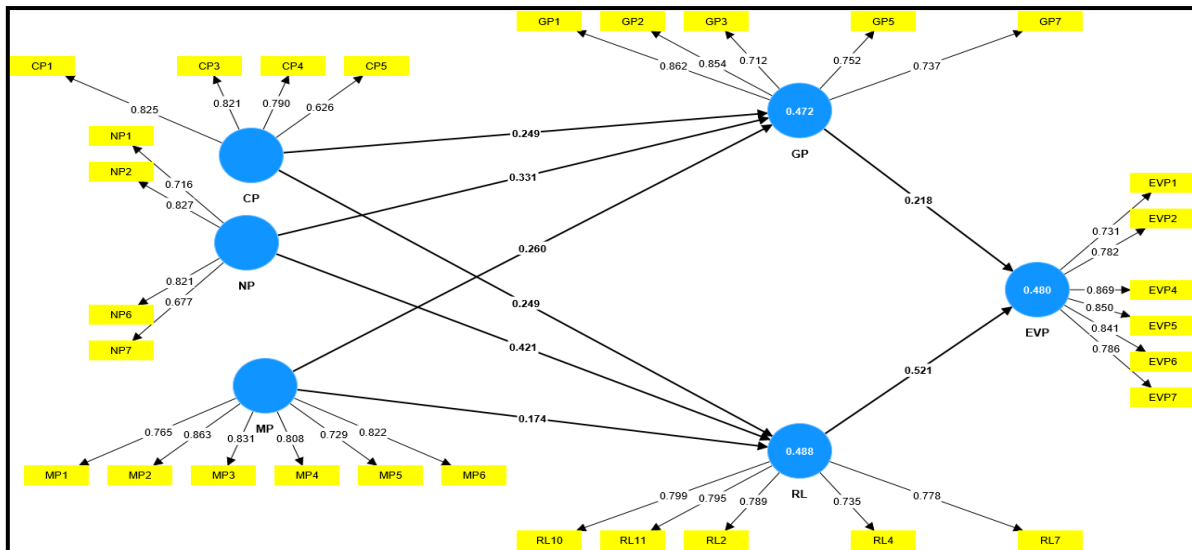 GP1 GP2 GP3 GP5 GP7
CP1 CP3 CP4 CP5
0.862 0.854 0.712 0.752 0.737
0.825 0.821 0.790 0.626
0.472
GP
NP1
NP2
0.716
0.827
CP
0.249
0.331
0.260
0.218
NP
0.821
0.677
NP6
NP7
0.249
0.421
0.174
0.521
EVP1
EVP2
EVP4
EVP5
EVP6
EVP7
0.731
0.782
0.869
0.850
0.841
0.786
0.480
EVP
MP
0.765 0.863 0.831 0.808 0.729 0.822
MP1 MP2 MP3 MP4 MP5 MP6
0.488
RL
0.799 0.795 0.789 0.735 0.778
RL10 RL11 RL2 RL4 RL7